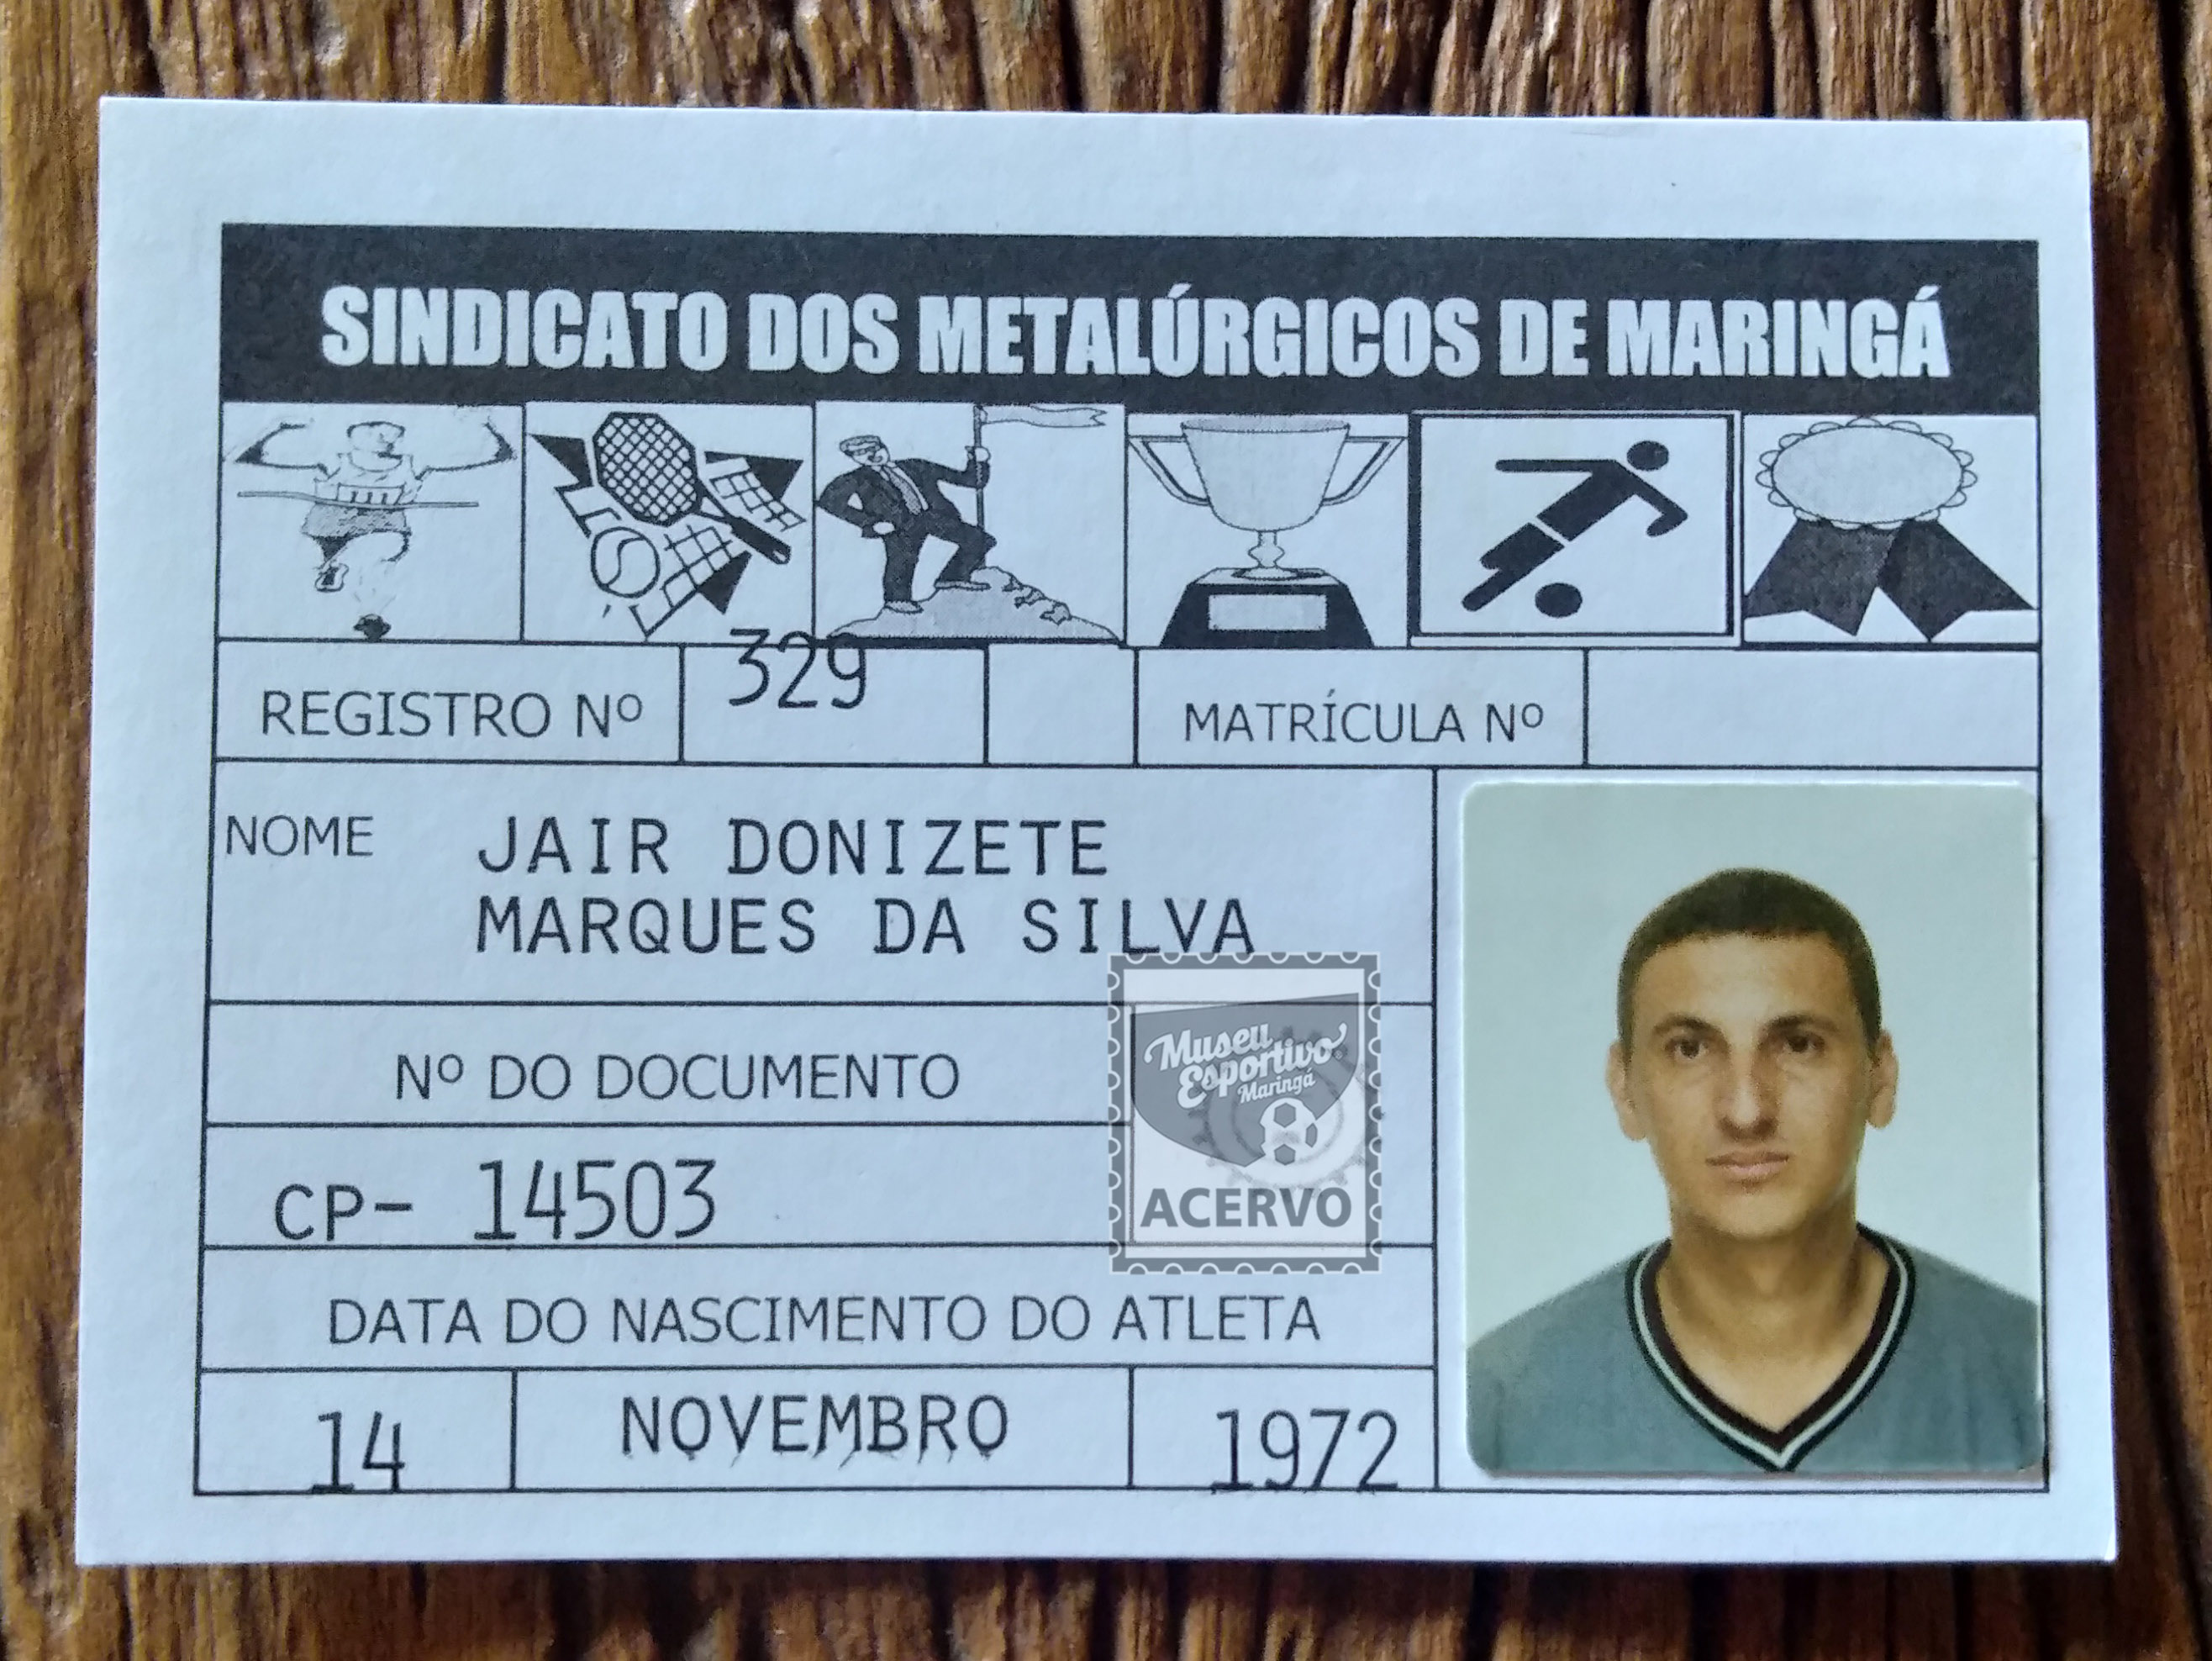 SINDICATO DOS METALÚRGICOS DE MARINGÁ
REGISTRO Nº 329 MATRÍCULA Nº
NOME JAIR DONIZETE
MARQUES DA SILVA
Nº DO DOCUMENTO
CP- 14503
DATA DO NASCIMENTO DO ATLETA
14 NOVEMBRO 1972
Museu
Esportivo
Maringá
ACERVO